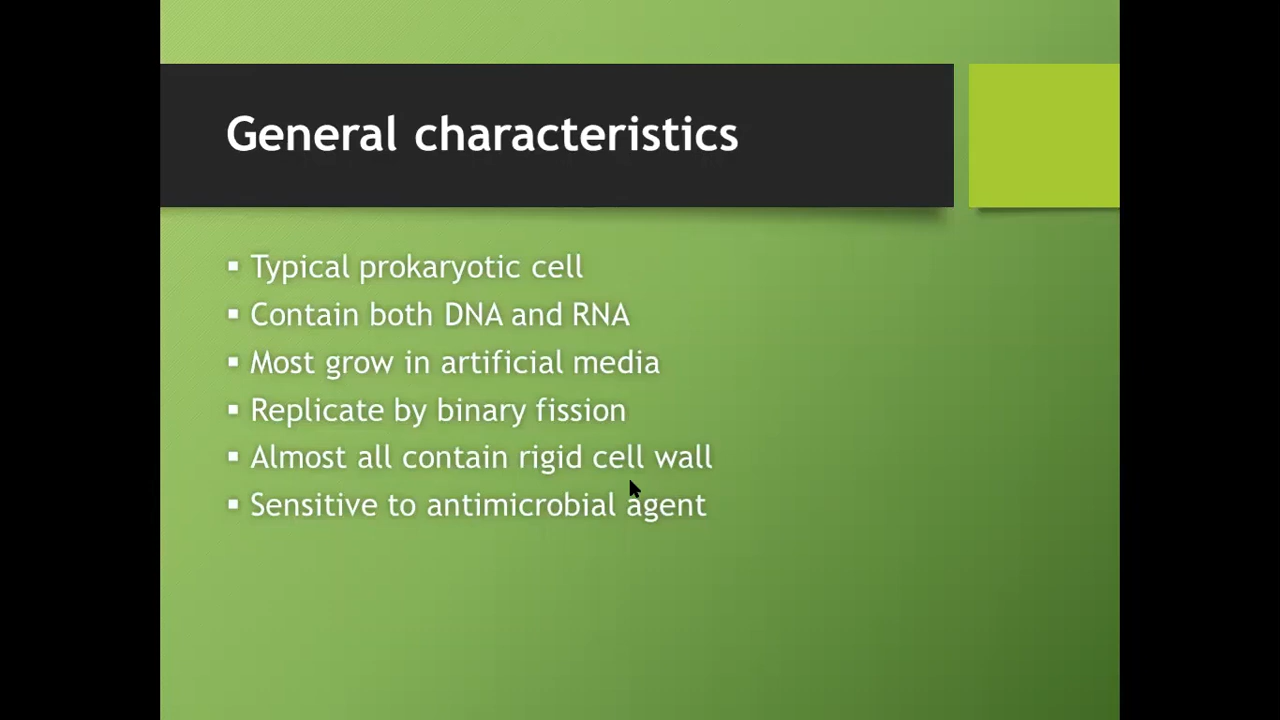 General characteristics
▪ Typical prokaryotic cell
▪ Contain both DNA and RNA
▪ Most grow in artificial media
▪ Replicate by binary fission
▪ Almost all contain rigid cell wall
▪ Sensitive to antimicrobial agent